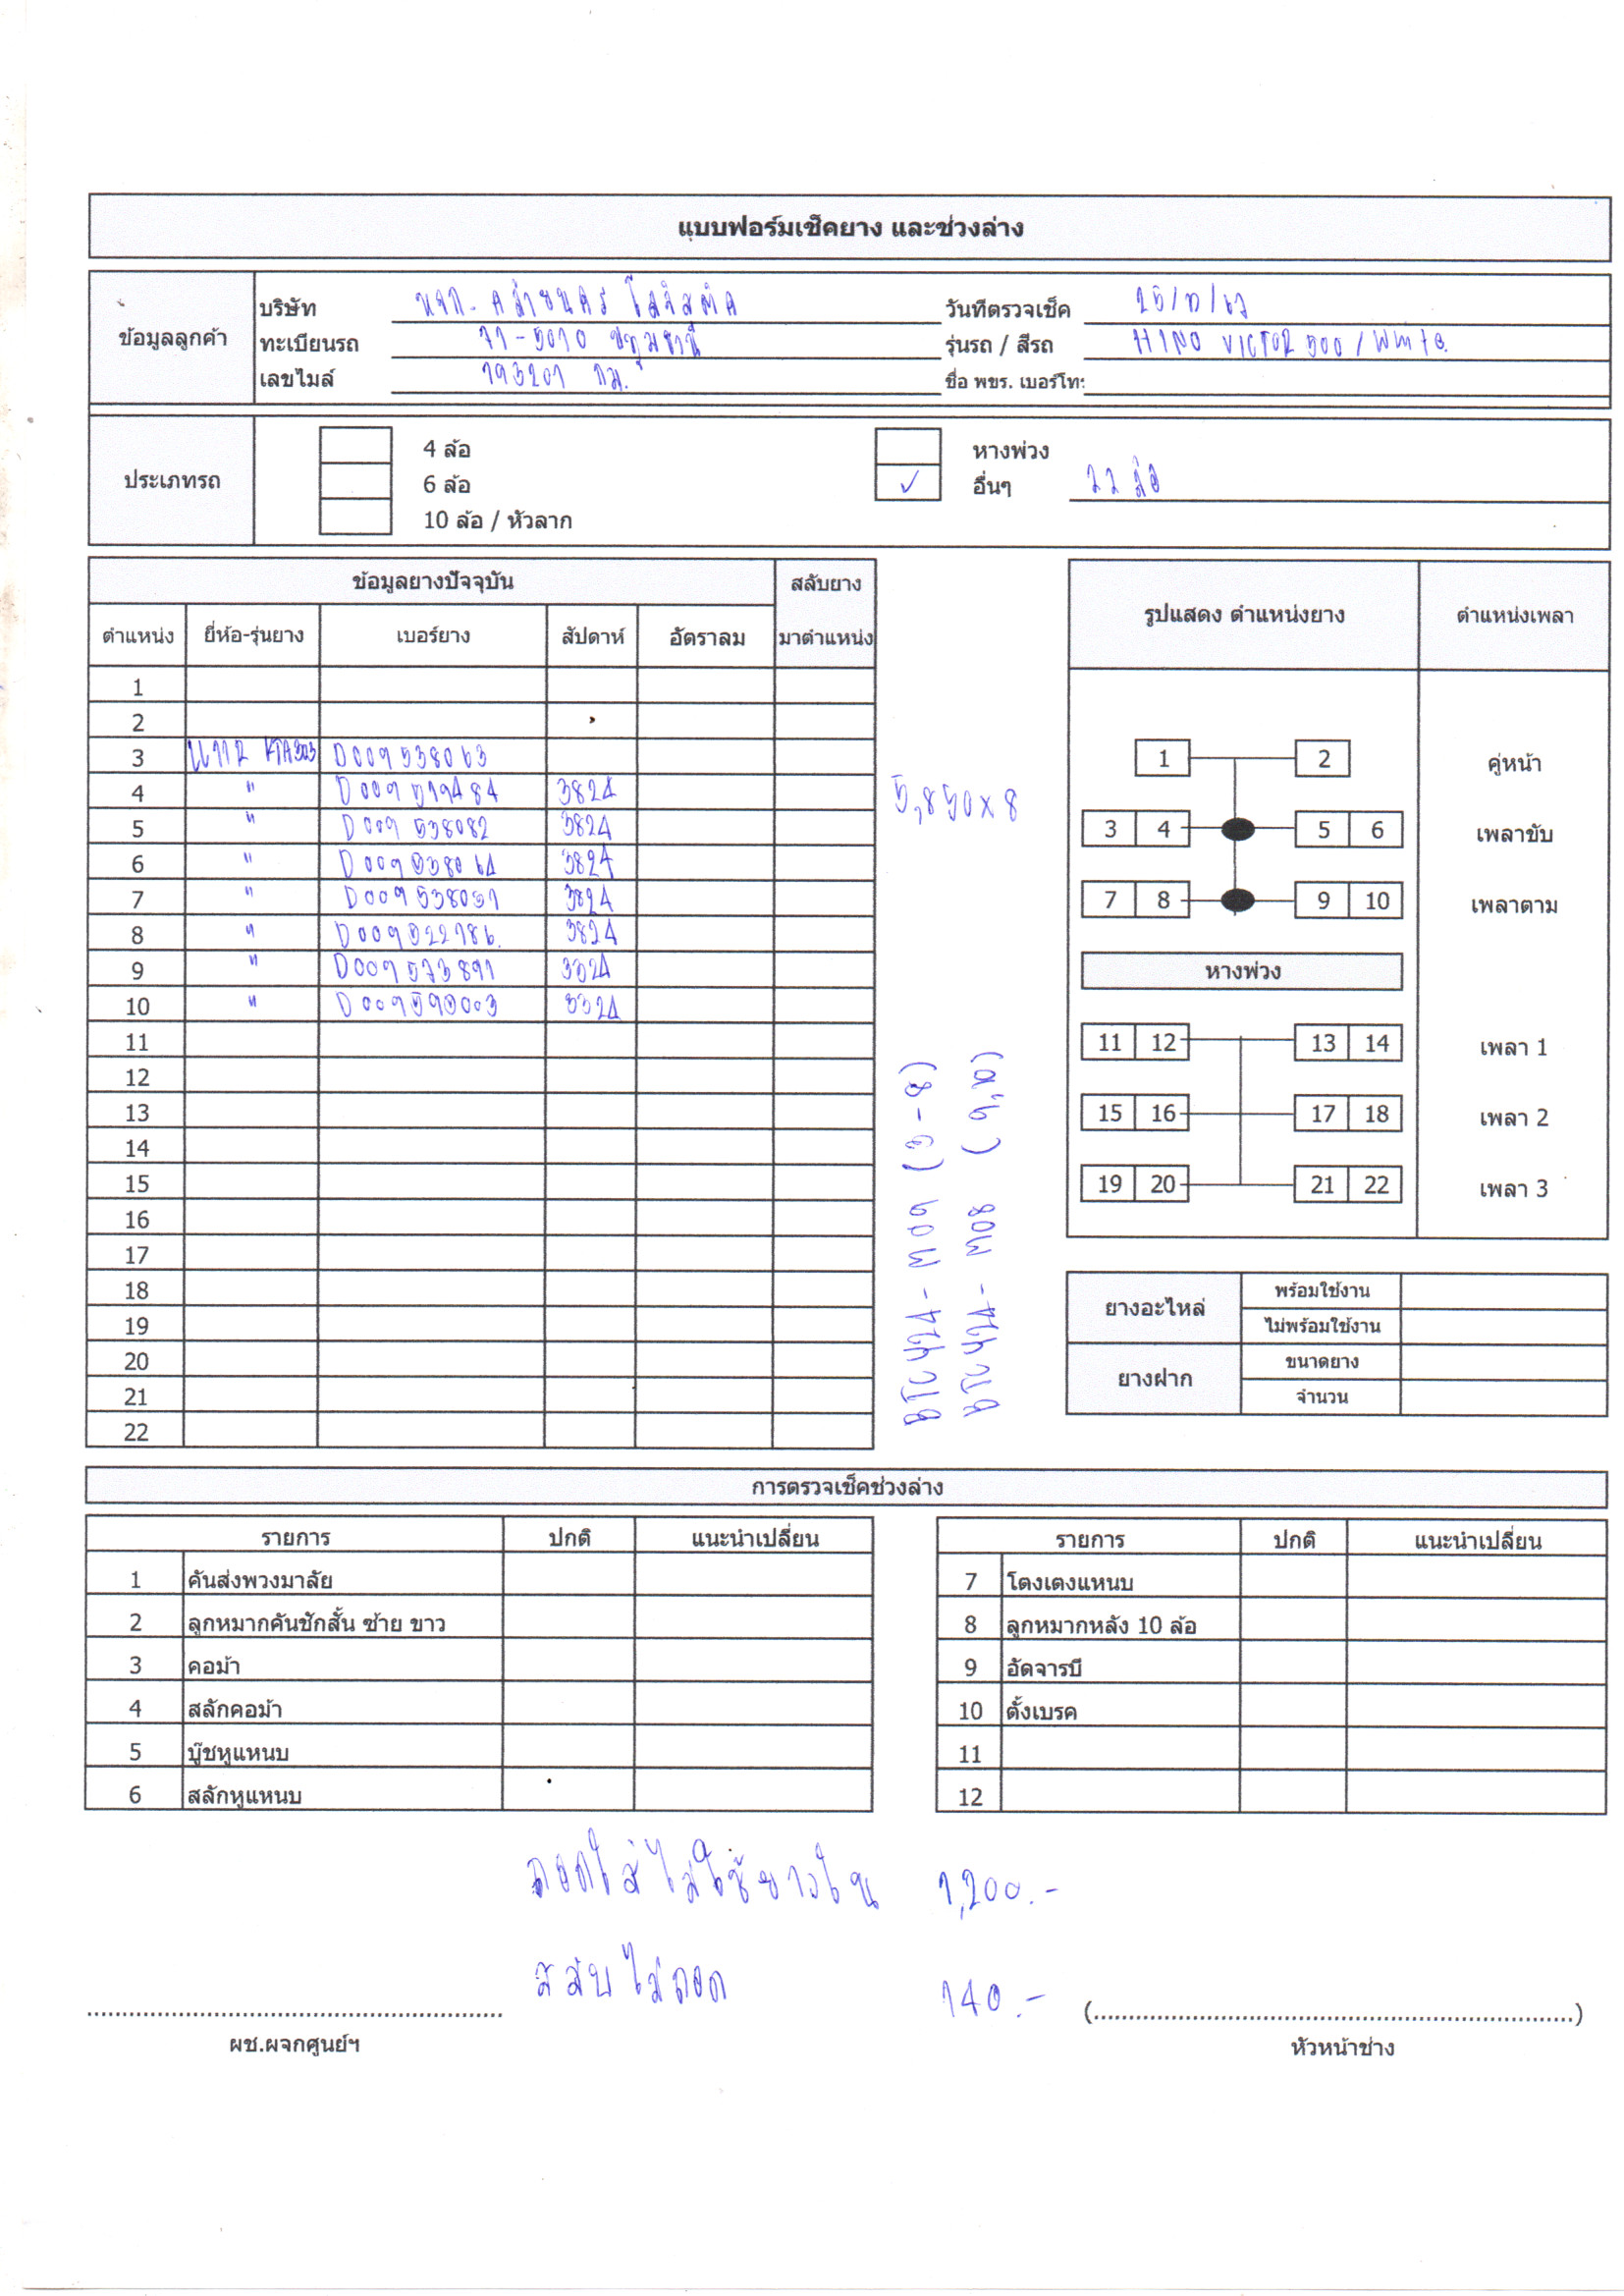 แบบฟอร์มเช็คยาง และช่วงล่าง
ข้อมูลลูกค้า
บริษัท หจก. คล้ายนคร โลจิสติค วันที่ตรวจเช็ค
ทะเบียนรถ 71-5010 ปทุมธานี รุ่นรถ / สีรถ HINO VICTOR 500 / White
เลขไมล์ 193201 กม. ชื่อ พขร. เบอร์โท:
ประเภทรถ
4 ล้อ หางพ่วง
6 ล้อ ✓ อื่นๆ 22 ล้อ
10 ล้อ / หัวลาก
ข้อมูลยางปัจจุบัน สลับยาง
ตำแหน่ง ยี่ห้อ-รุ่นยาง เบอร์ยาง สัปดาห์ อัตราลม มาตำแหน่ง
1
2
3 D009538063
4 " D009519484 3824
5 " D009538082 3824
6 " D009538064 3824
7 " D009538051 3824
8 " D009522786 3824
9 " D009573891 3324
10 " D009590003 3324
11
12
13
14
15
16
17
18
19
20
21
22
5,850x8
BTC424-M09 (3-8)
BTC424-M08 (9,10)
รูปแสดง ตำแหน่งยาง ตำแหน่งเพลา
1 2 คู่หน้า
3 4 5 6 เพลาขับ
7 8 9 10 เพลาตาม
หางพ่วง
11 12 13 14 เพลา 1
15 16 17 18 เพลา 2
19 20 21 22 เพลา 3
ยางอะไหล่ พร้อมใช้งาน
ไม่พร้อมใช้งาน
ยางฝาก ขนาดยาง
จำนวน
การตรวจเช็คช่วงล่าง
รายการ ปกติ แนะนำเปลี่ยน รายการ ปกติ แนะนำเปลี่ยน
1 คันส่งพวงมาลัย 7 โตงเตงแหนบ
2 ลูกหมากคันชักสั้น ซ้าย ขาว 8 ลูกหมากหลัง 10 ล้อ
3 คอม้า 9 อัดจารบี
4 สลักคอม้า 10 ตั้งเบรค
5 บู๊ชหูแหนบ 11
6 สลักหูแหนบ 12
ถอดใส่ไม่ใช้ยางใน 1,200.-
สลับไม่ถอด 140.-
(....................)
ผช.ผจกศูนย์ฯ หัวหน้าช่าง